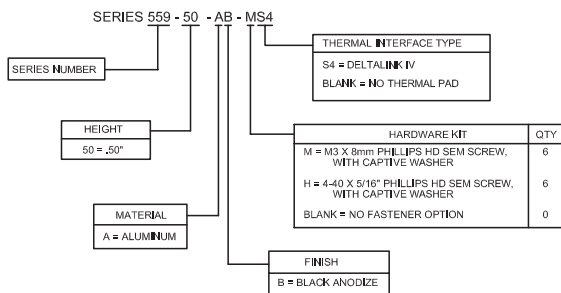 SERIES 559 - 50 - AB - MS4
THERMAL INTERFACE TYPE
S4 = DELTALINK IV
BLANK = NO THERMAL PAD
SERIES NUMBER
HEIGHT
50 = .50"
HARDWARE KIT QTY
M = M3 X 8mm PHILLIPS HD SEM SCREW, 6
WITH CAPTIVE WASHER
H = 4-40 X 5/16" PHILLIPS HD SEM SCREW, 6
WITH CAPTIVE WASHER
BLANK = NO FASTENER OPTION 0
MATERIAL
A = ALUMINUM
FINISH
B = BLACK ANODIZE